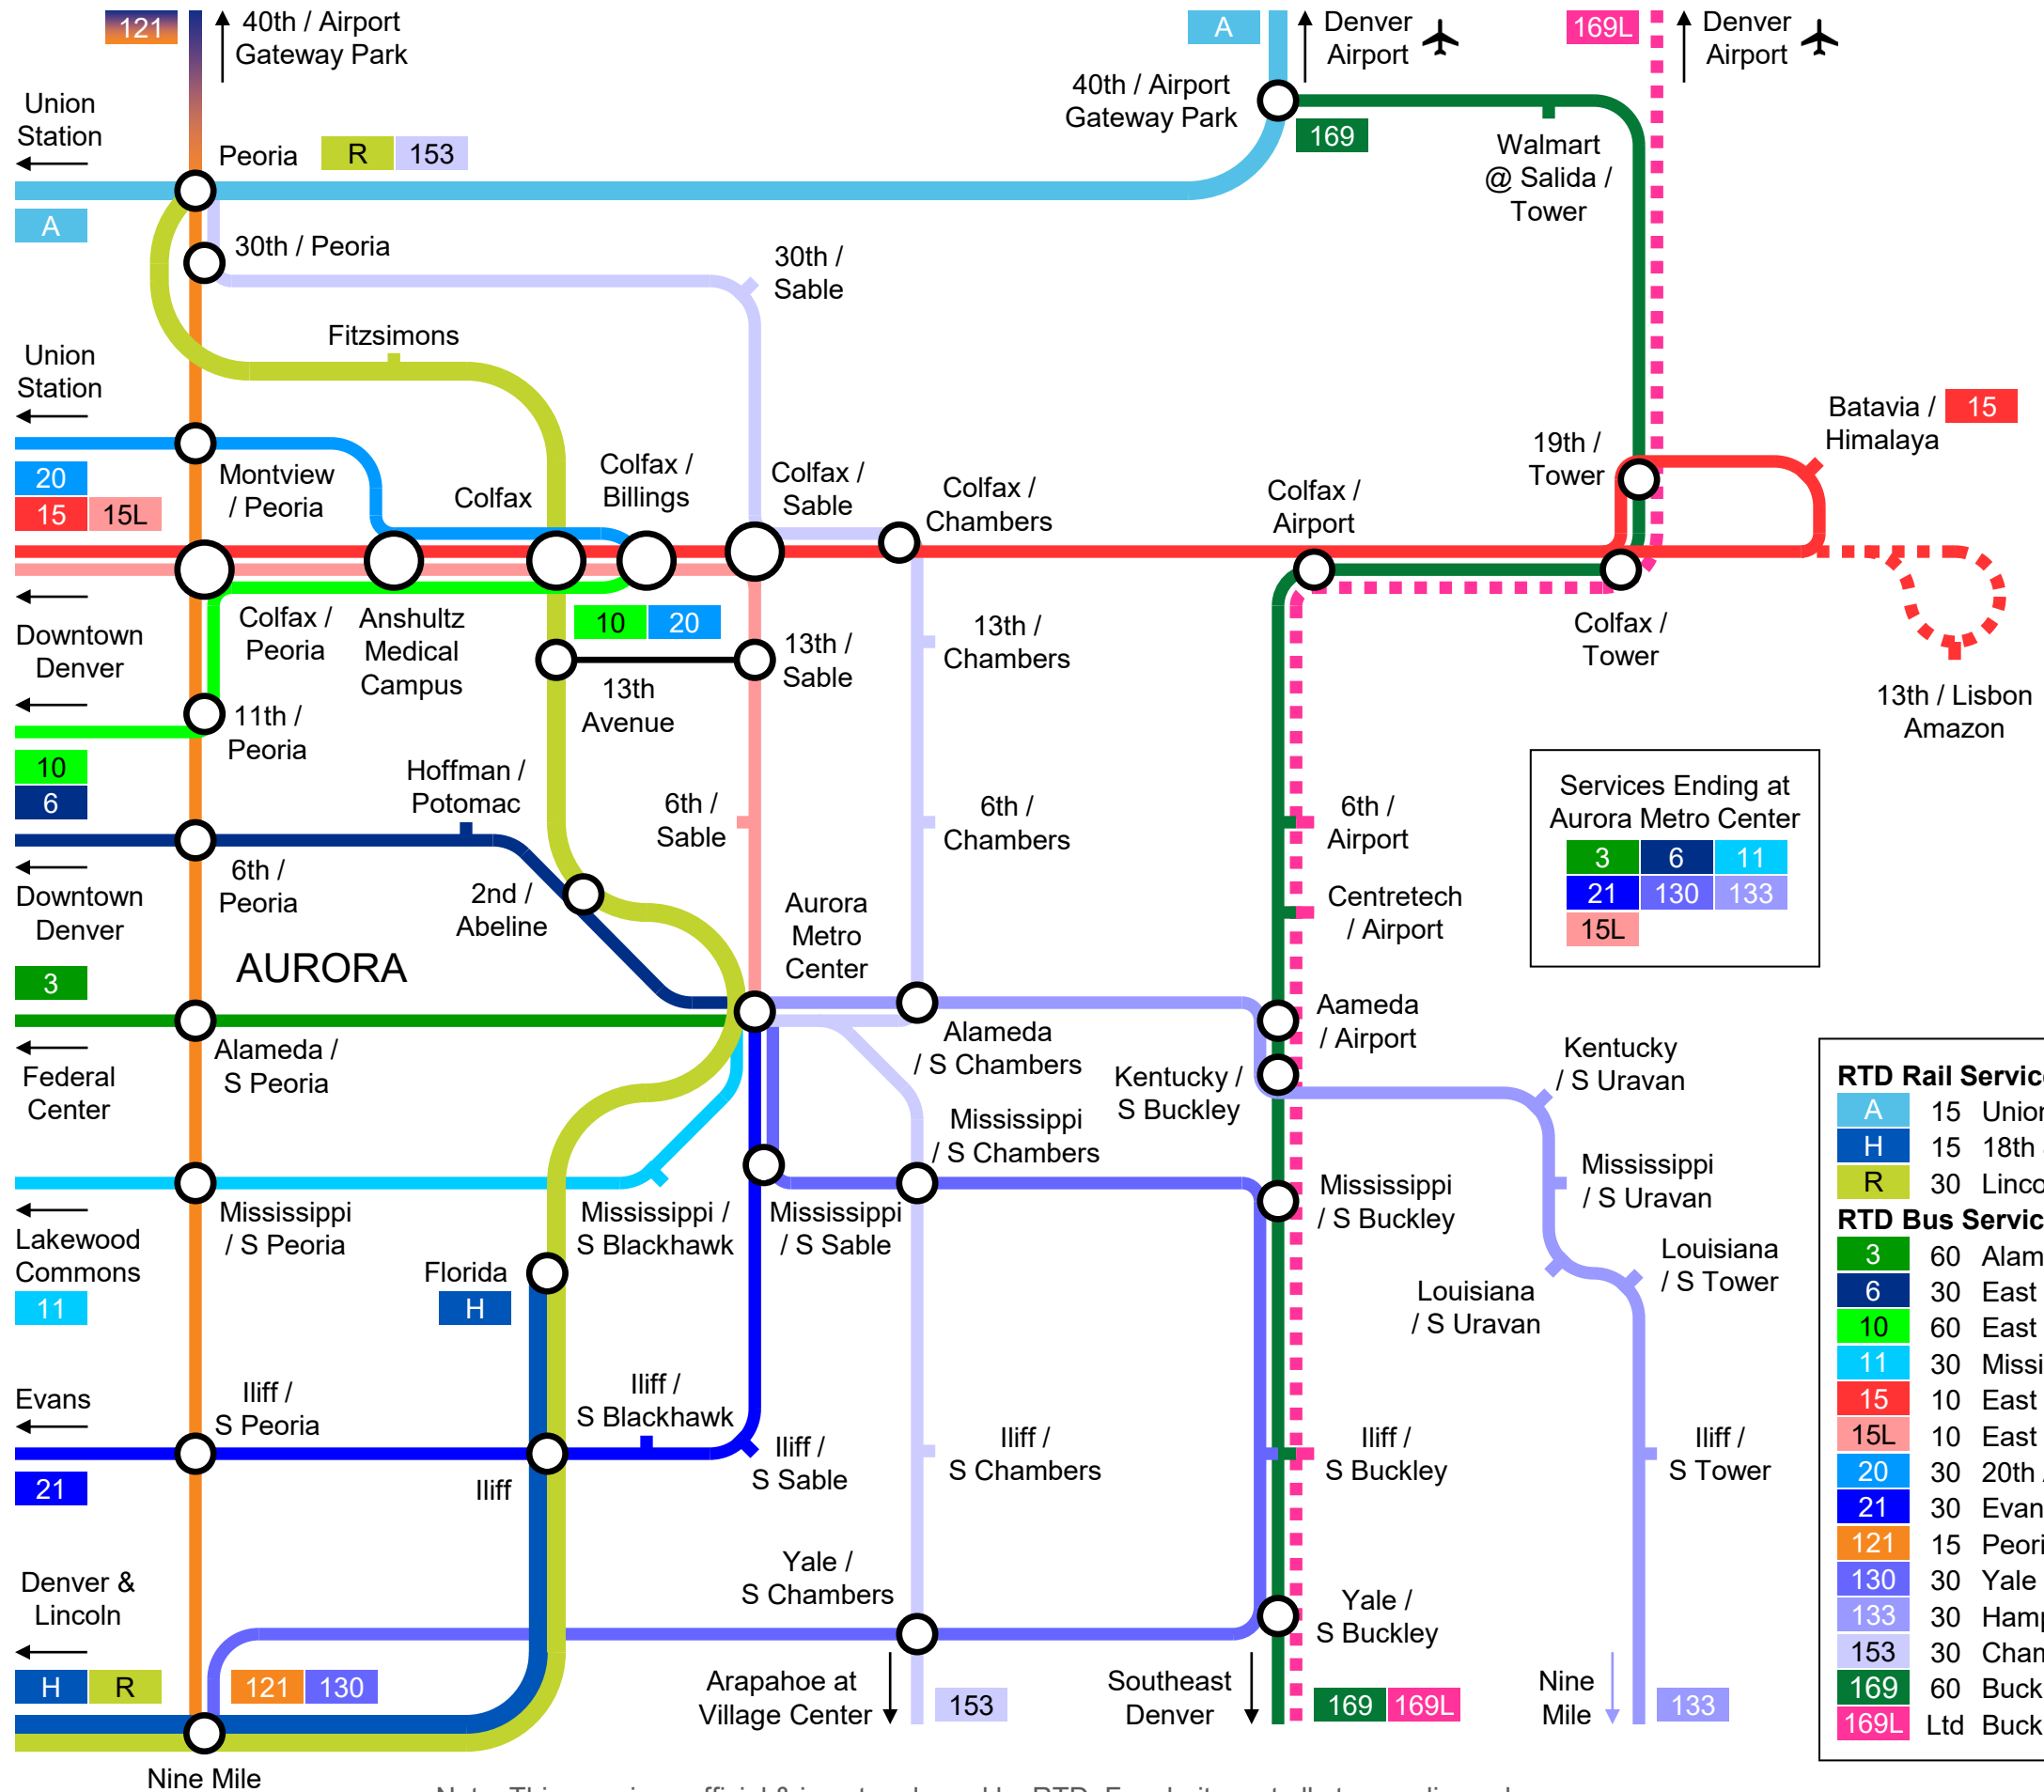 121
40th / Airport
Gateway Park
A
Denver
Airport
169L
Denver
Airport
Union
Station
40th / Airport
Gateway Park
169
Walmart
@ Salida /
Tower
Peoria
R
153
A
30th / Peoria
30th /
Sable
Fitzsimons
Union
Station
Batavia /
Himalaya
15
20
15
15L
Montview
/ Peoria
Colfax
Colfax /
Billings
Colfax /
Sable
Colfax /
Chambers
Colfax /
Airport
19th /
Tower
Downtown
Denver
Colfax /
Peoria
Anshultz
Medical
Campus
10
20
13th /
Sable
13th /
Chambers
Colfax /
Tower
13th
Avenue
13th / Lisbon
Amazon
11th /
Peoria
10
6
Hoffman /
Potomac
6th /
Sable
6th /
Chambers
6th /
Airport
Services Ending at
Aurora Metro Center
3
6
11
21
130
133
15L
Downtown
Denver
6th /
Peoria
2nd /
Abeline
Aurora
Metro
Center
Centretech
/ Airport
AURORA
3
Federal
Center
Alameda /
S Peoria
Alameda
/ S Chambers
Aameda
/ Airport
Kentucky /
S Buckley
Kentucky
/ S Uravan
Mississippi
/ S Chambers
Mississippi
/ S Uravan
Lakewood
Commons
11
Mississippi
/ S Peoria
Mississippi /
S Blackhawk
Mississippi
/ S Sable
Mississippi
/ S Buckley
Florida
H
Louisiana
/ S Uravan
Louisiana
/ S Tower
Evans
21
Iliff /
S Peoria
Iliff
Iliff /
S Blackhawk
Iliff /
S Sable
Iliff /
S Chambers
Iliff /
S Buckley
Iliff /
S Tower
Denver &
Lincoln
H
R
121
130
Yale /
S Chambers
Yale /
S Buckley
Arapahoe at
Village Center
153
Southeast
Denver
169
169L
Nine
Mile
133
Nine Mile
RTD Rail Service
A 15 Union
H 15 18th
R 30 Linco
RTD Bus Servic
3 60 Alam
6 30 East
10 60 East
11 30 Missi
15 10 East
15L 10 East
20 30 20th
21 30 Evan
121 15 Peori
130 30 Yale
133 30 Ham
153 30 Chan
169 60 Buck
169L Ltd Buck